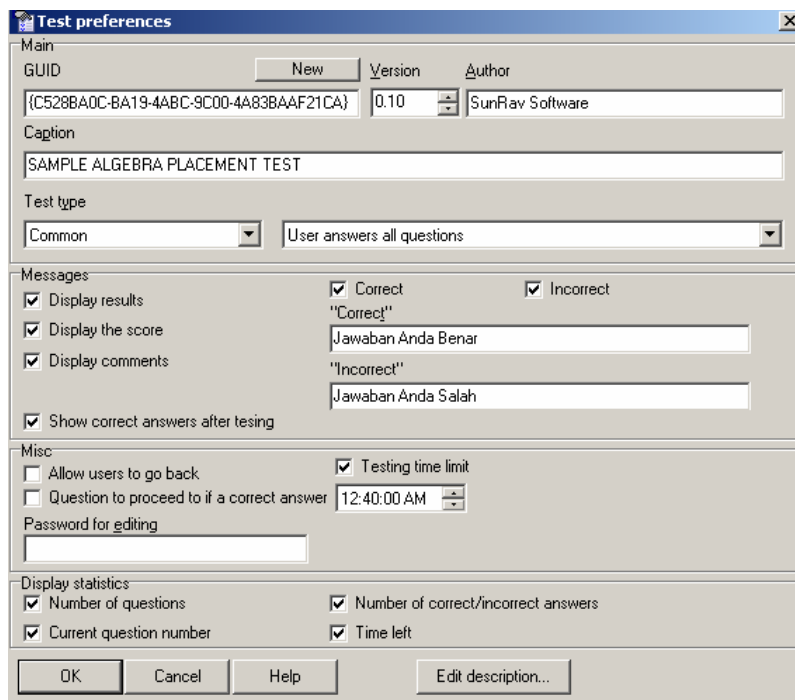 Test preferences
Main
GUID New Version Author
{C528BA0C-BA19-4ABC-9C00-4A83BAAF21CA} 0.10 SunRav Software
Caption
SAMPLE ALGEBRA PLACEMENT TEST
Test type
Common User answers all questions
Messages
Display results Correct Incorrect
"Correct"
Display the score Jawaban Anda Benar
Display comments "Incorrect"
Jawaban Anda Salah
Show correct answers after tesing
Misc
Allow users to go back Testing time limit
Question to proceed to if a correct answer 12:40:00 AM
Password for editing
Display statistics
Number of questions Number of correct/incorrect answers
Current question number Time left
OK Cancel Help Edit description...